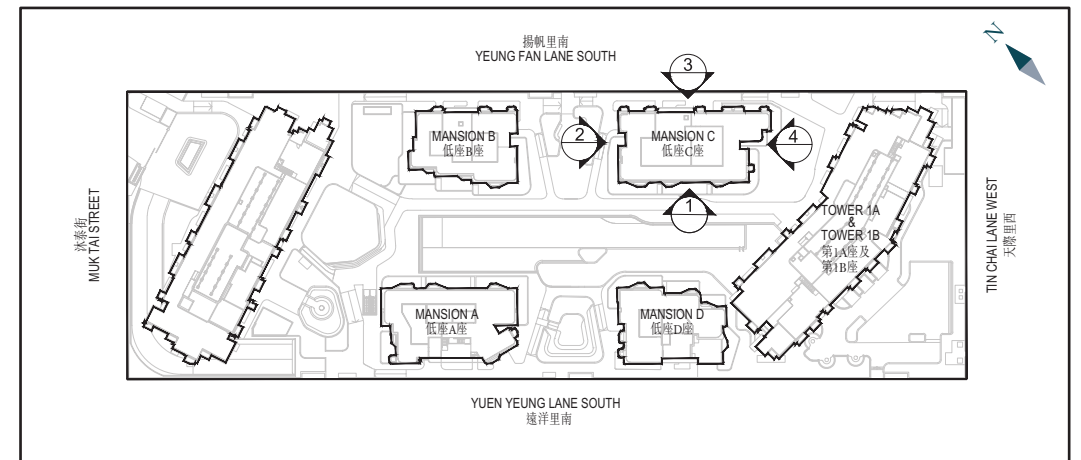 揚帆里南
YEUNG FAN LANE SOUTH
N
3
MANSION B
低座B座
2
MANSION C
低座C座
4
1
沐泰街
MUK TAI STREET
TOWER 1A
&
TOWER 1B
第1A座及
第1B座
TIN CHAI LANE WEST
天際里西
MANSION A
低座A座
MANSION D
低座D座
YUEN YEUNG LANE SOUTH
遠洋里南